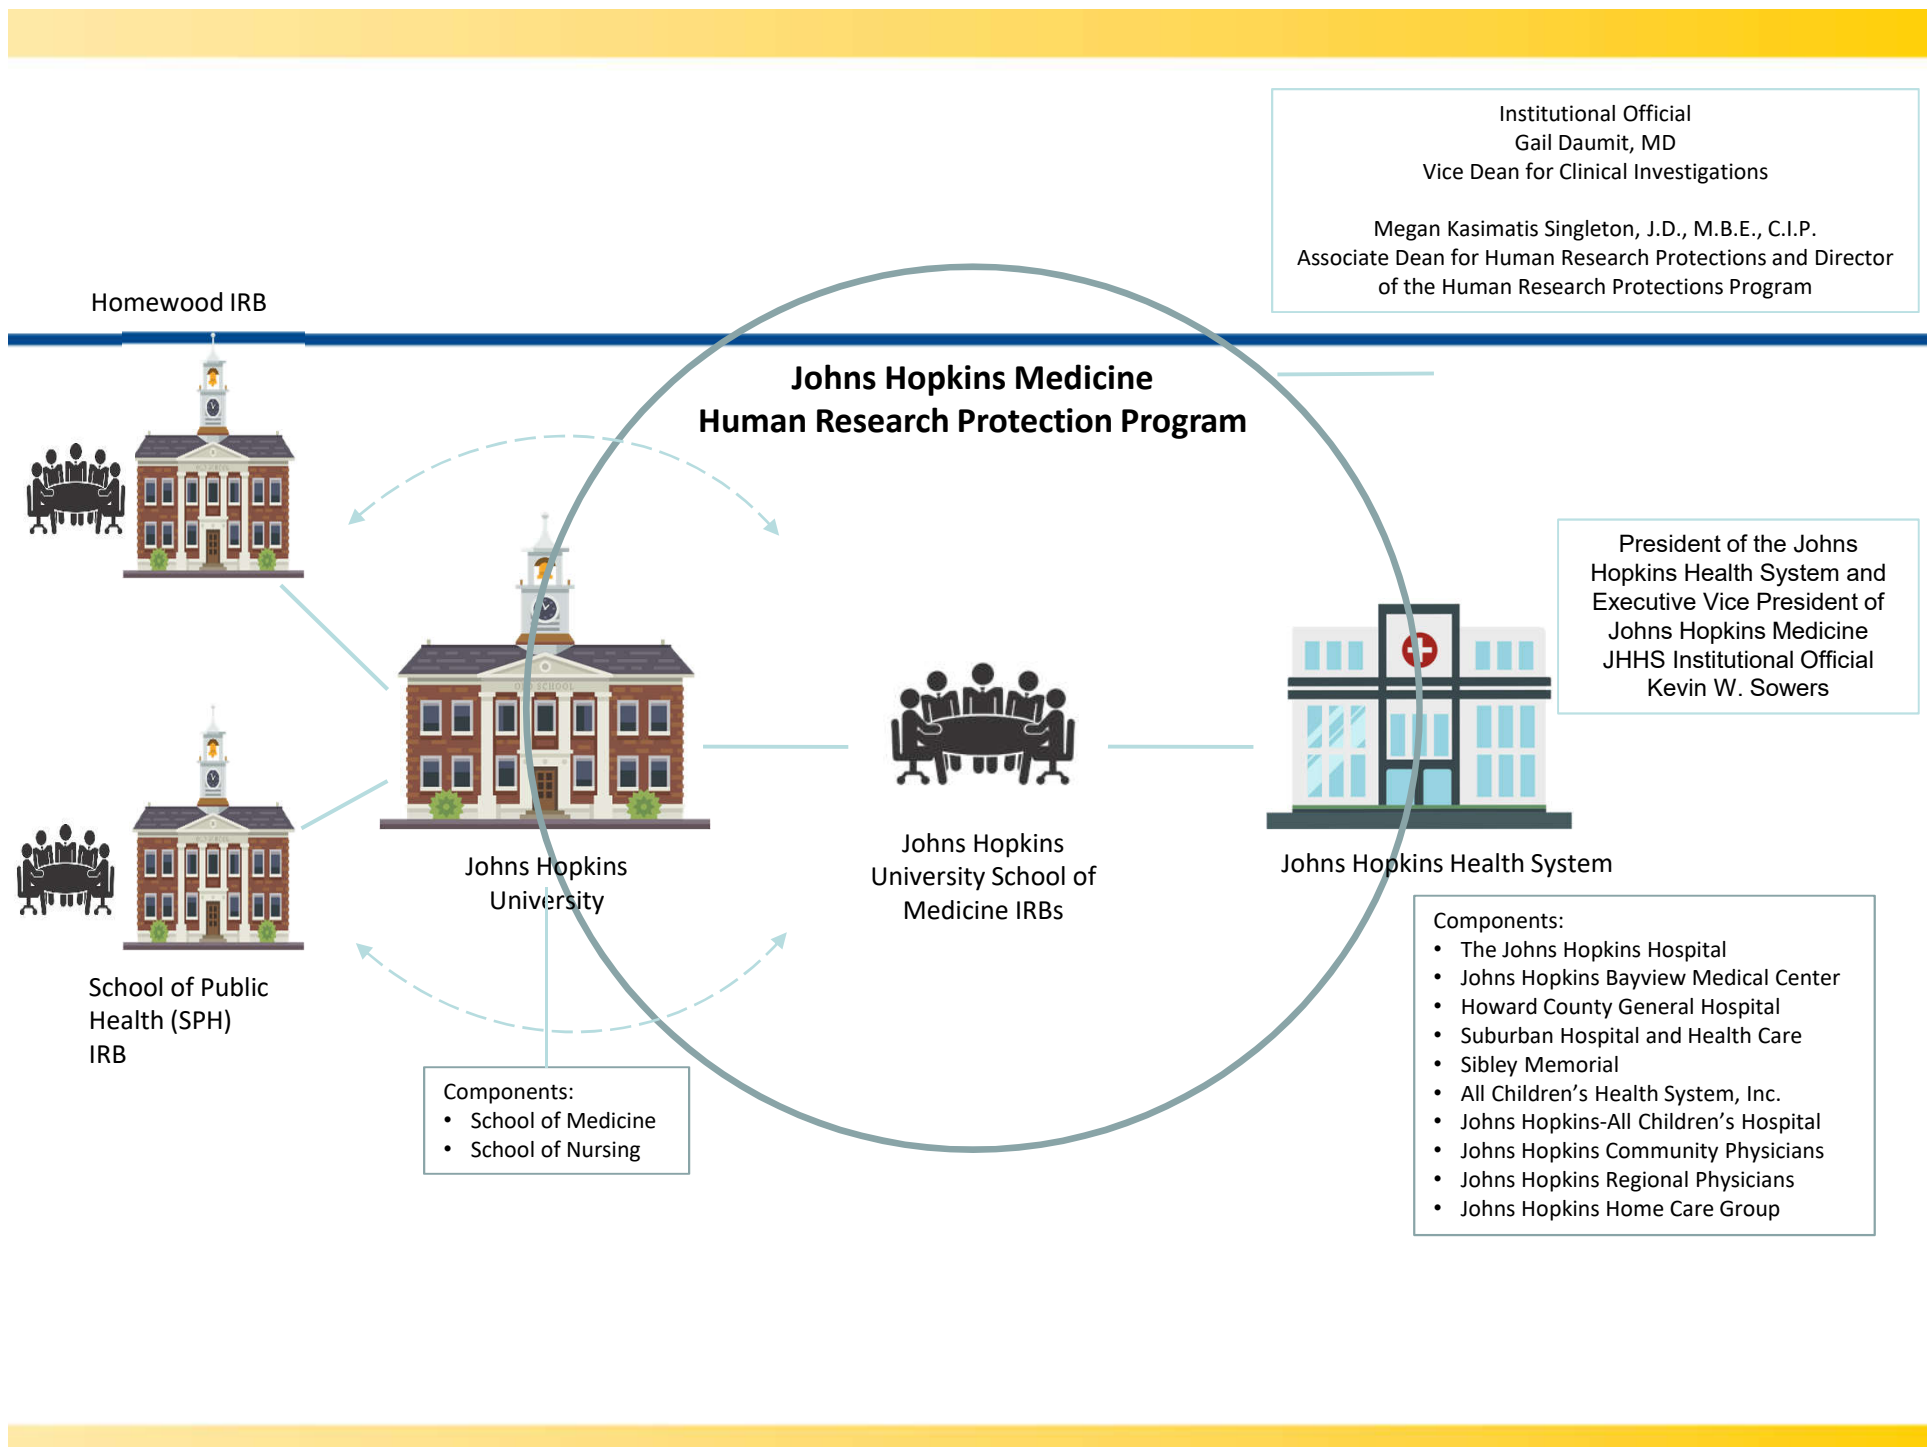 Institutional Official
Gail Daumit, MD
Vice Dean for Clinical Investigations
Megan Kasimatis Singleton, J.D., M.B.E., C.I.P.
Associate Dean for Human Research Protections and Director
of the Human Research Protections Program
Homewood IRB
Johns Hopkins Medicine
Human Research Protection Program
President of the Johns
Hopkins Health System and
Executive Vice President of
Johns Hopkins Medicine
JHHS Institutional Official
Kevin W. Sowers
OLD SCHOOL
Johns Hopkins
University
Johns Hopkins
University School of
Medicine IRBs
Johns Hopkins Health System
School of Public
Health (SPH)
IRB
Components:
• School of Medicine
• School of Nursing
Components:
• The Johns Hopkins Hospital
• Johns Hopkins Bayview Medical Center
• Howard County General Hospital
• Suburban Hospital and Health Care
• Sibley Memorial
• All Children’s Health System, Inc.
• Johns Hopkins-All Children’s Hospital
• Johns Hopkins Community Physicians
• Johns Hopkins Regional Physicians
• Johns Hopkins Home Care Group